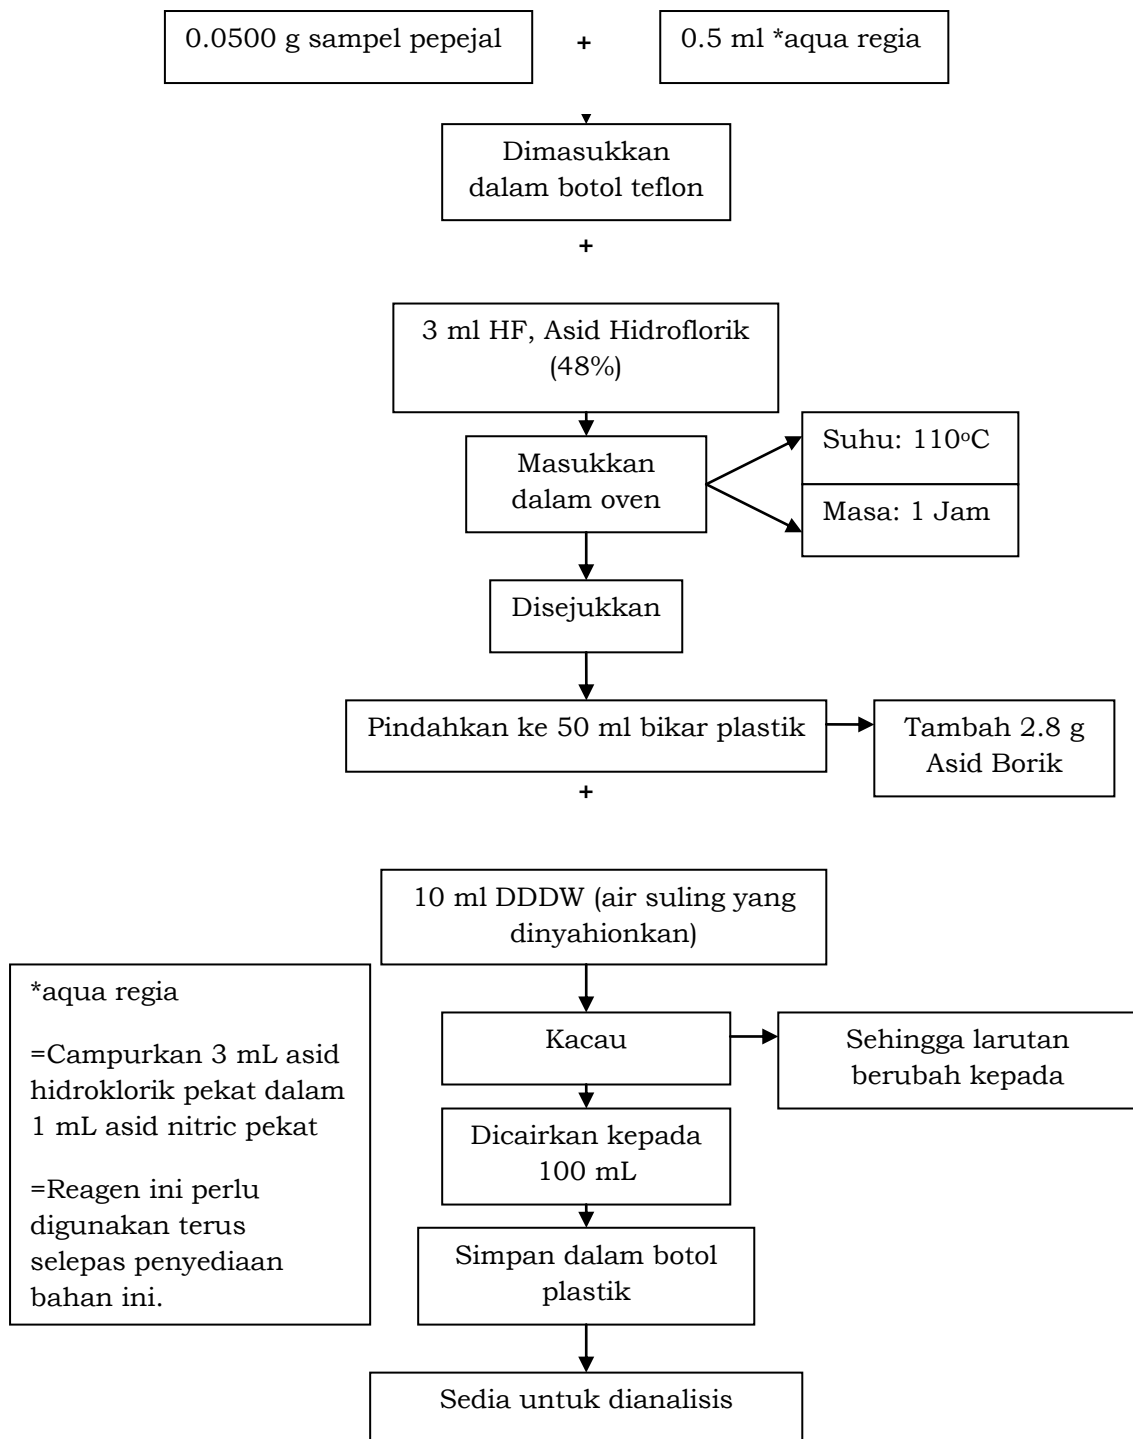 0.0500 g sampel pepejal
+
0.5 ml *aqua regia
Dimasukkan
dalam botol teflon
+
3 ml HF, Asid Hidroflorik
(48%)
Masukkan
dalam oven
Suhu: 110°C
Masa: 1 Jam
Disejukkan
Pindahkan ke 50 ml bikar plastik
Tambah 2.8 g
Asid Borik
+
10 ml DDDW (air suling yang
dinyahionkan)
*aqua regia
=Campurkan 3 mL asid
hidroklorik pekat dalam
1 mL asid nitric pekat
=Reagen ini perlu
digunakan terus
selepas penyediaan
bahan ini.
Kacau
Sehingga larutan
berubah kepada
Dicairkan kepada
100 mL
Simpan dalam botol
plastik
Sedia untuk dianalisis